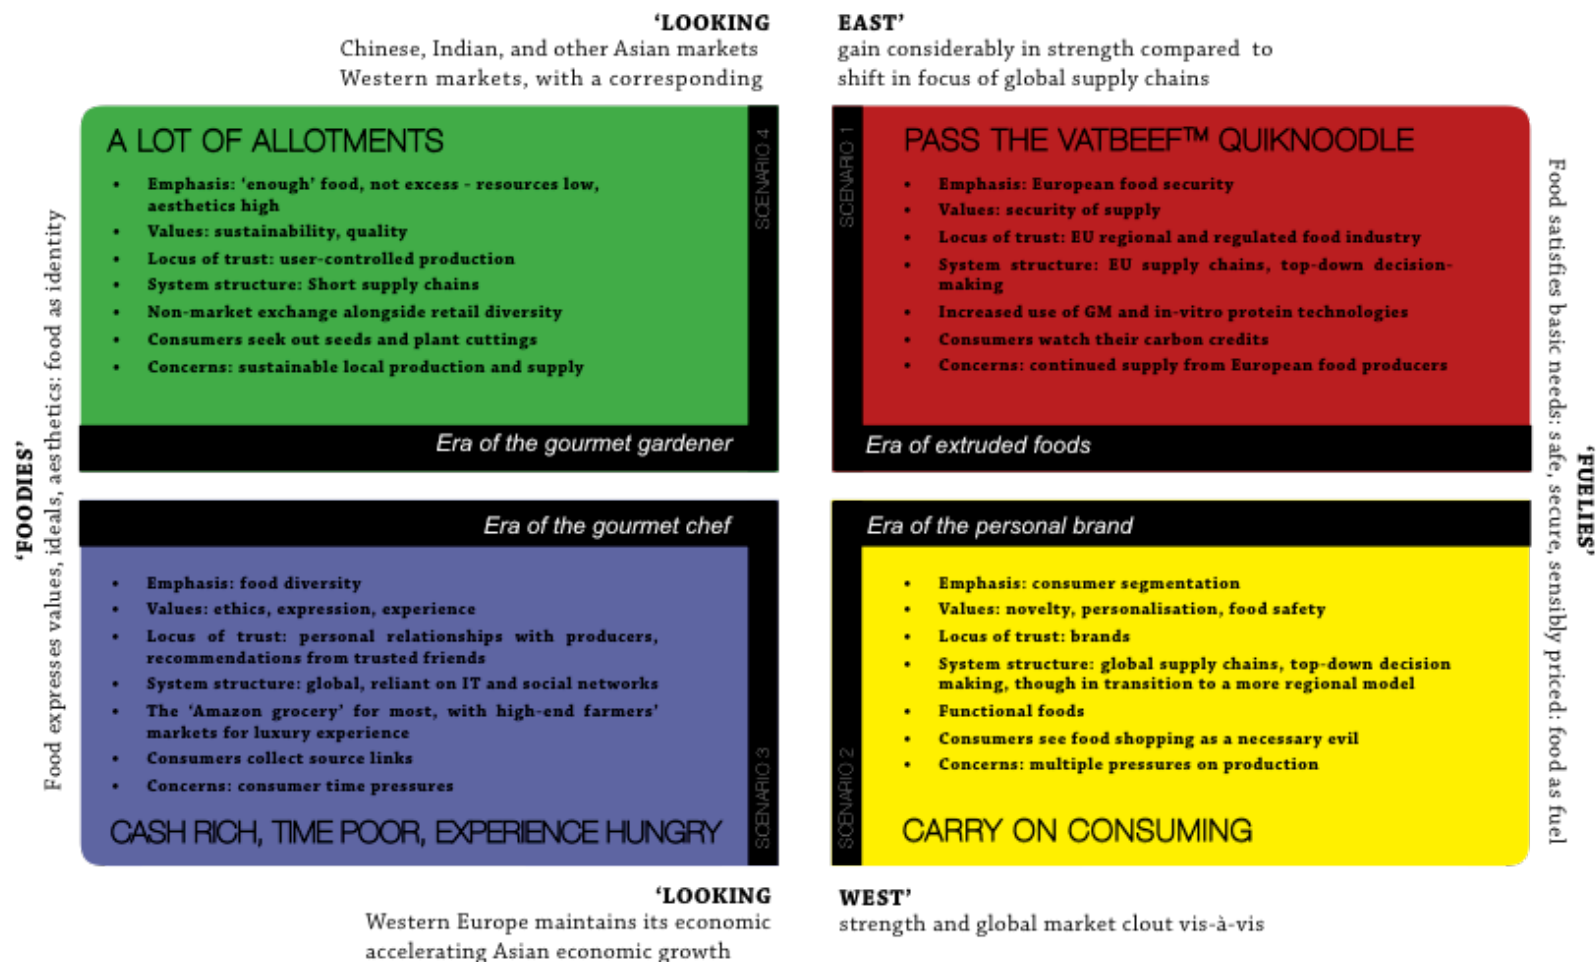 ‘LOOKING EAST’
Chinese, Indian, and other Asian markets gain considerably in strength compared to
Western markets, with a corresponding shift in focus of global supply chains
‘FOODIES’
Food expresses values, ideals, aesthetics: food as identity
A LOT OF ALLOTMENTS
SCENARIO 4
• Emphasis: ‘enough’ food, not excess - resources low,
aesthetics high
• Values: sustainability, quality
• Locus of trust: user-controlled production
• System structure: Short supply chains
• Non-market exchange alongside retail diversity
• Consumers seek out seeds and plant cuttings
• Concerns: sustainable local production and supply
Era of the gourmet gardener
SCENARIO 1
PASS THE VATBEEF™ QUIKNOODLE
• Emphasis: European food security
• Values: security of supply
• Locus of trust: EU regional and regulated food industry
• System structure: EU supply chains, top-down decision-
making
• Increased use of GM and in-vitro protein technologies
• Consumers watch their carbon credits
• Concerns: continued supply from European food producers
Era of extruded foods
Era of the gourmet chef
• Emphasis: food diversity
• Values: ethics, expression, experience
• Locus of trust: personal relationships with producers,
recommendations from trusted friends
• System structure: global, reliant on IT and social networks
• The ‘Amazon grocery’ for most, with high-end farmers’
markets for luxury experience
• Consumers collect source links
• Concerns: consumer time pressures
CASH RICH, TIME POOR, EXPERIENCE HUNGRY
SCENARIO 3
Era of the personal brand
• Emphasis: consumer segmentation
• Values: novelty, personalisation, food safety
• Locus of trust: brands
• System structure: global supply chains, top-down decision
making, though in transition to a more regional model
• Functional foods
• Consumers see food shopping as a necessary evil
• Concerns: multiple pressures on production
SCENARIO 2
CARRY ON CONSUMING
‘FUELIES’
Food satisfies basic needs: safe, secure, sensibly priced: food as fuel
‘LOOKING WEST’
Western Europe maintains its economic strength and global market clout vis-à-vis
accelerating Asian economic growth